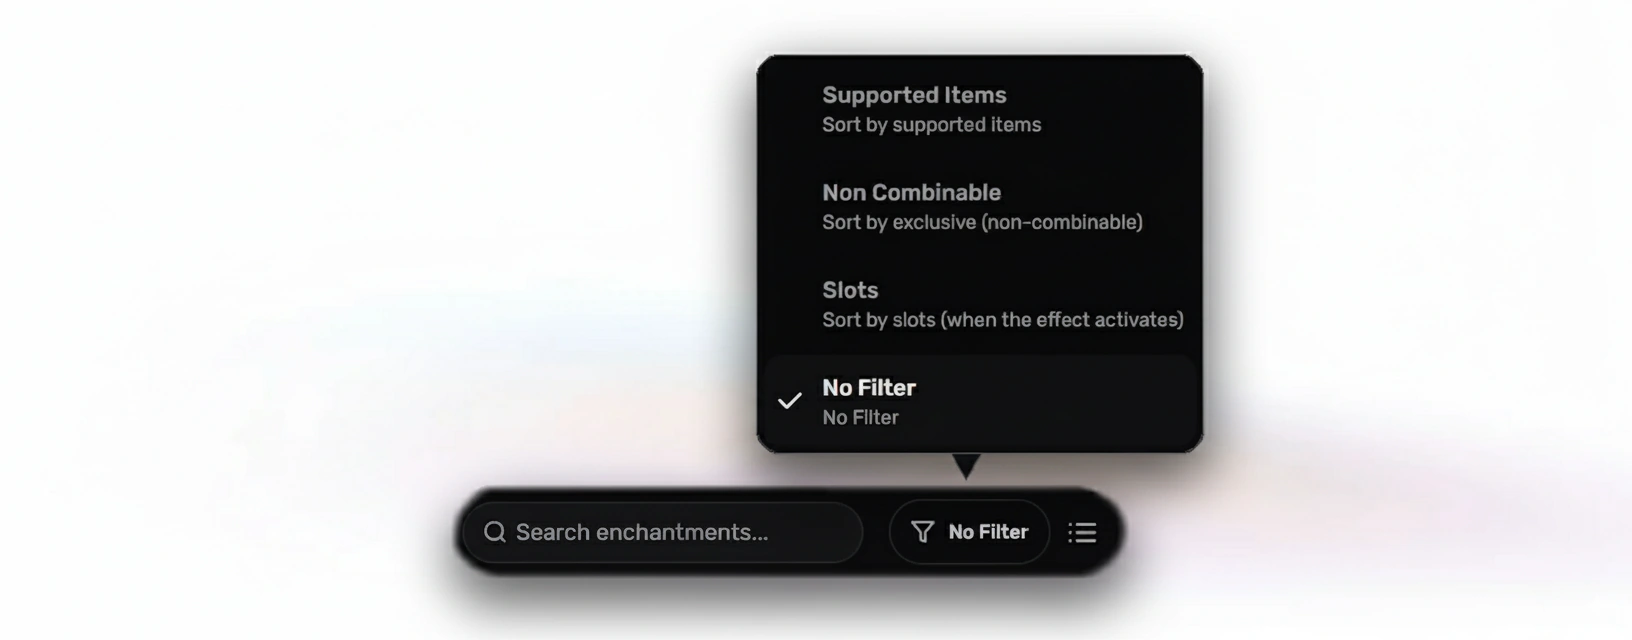 Supported Items
Sort by supported items
Non Combinable
Sort by exclusive (non-combinable)
Slots
Sort by slots (when the effect activates)
No Filter
No Filter
Search enchantments...
No Filter